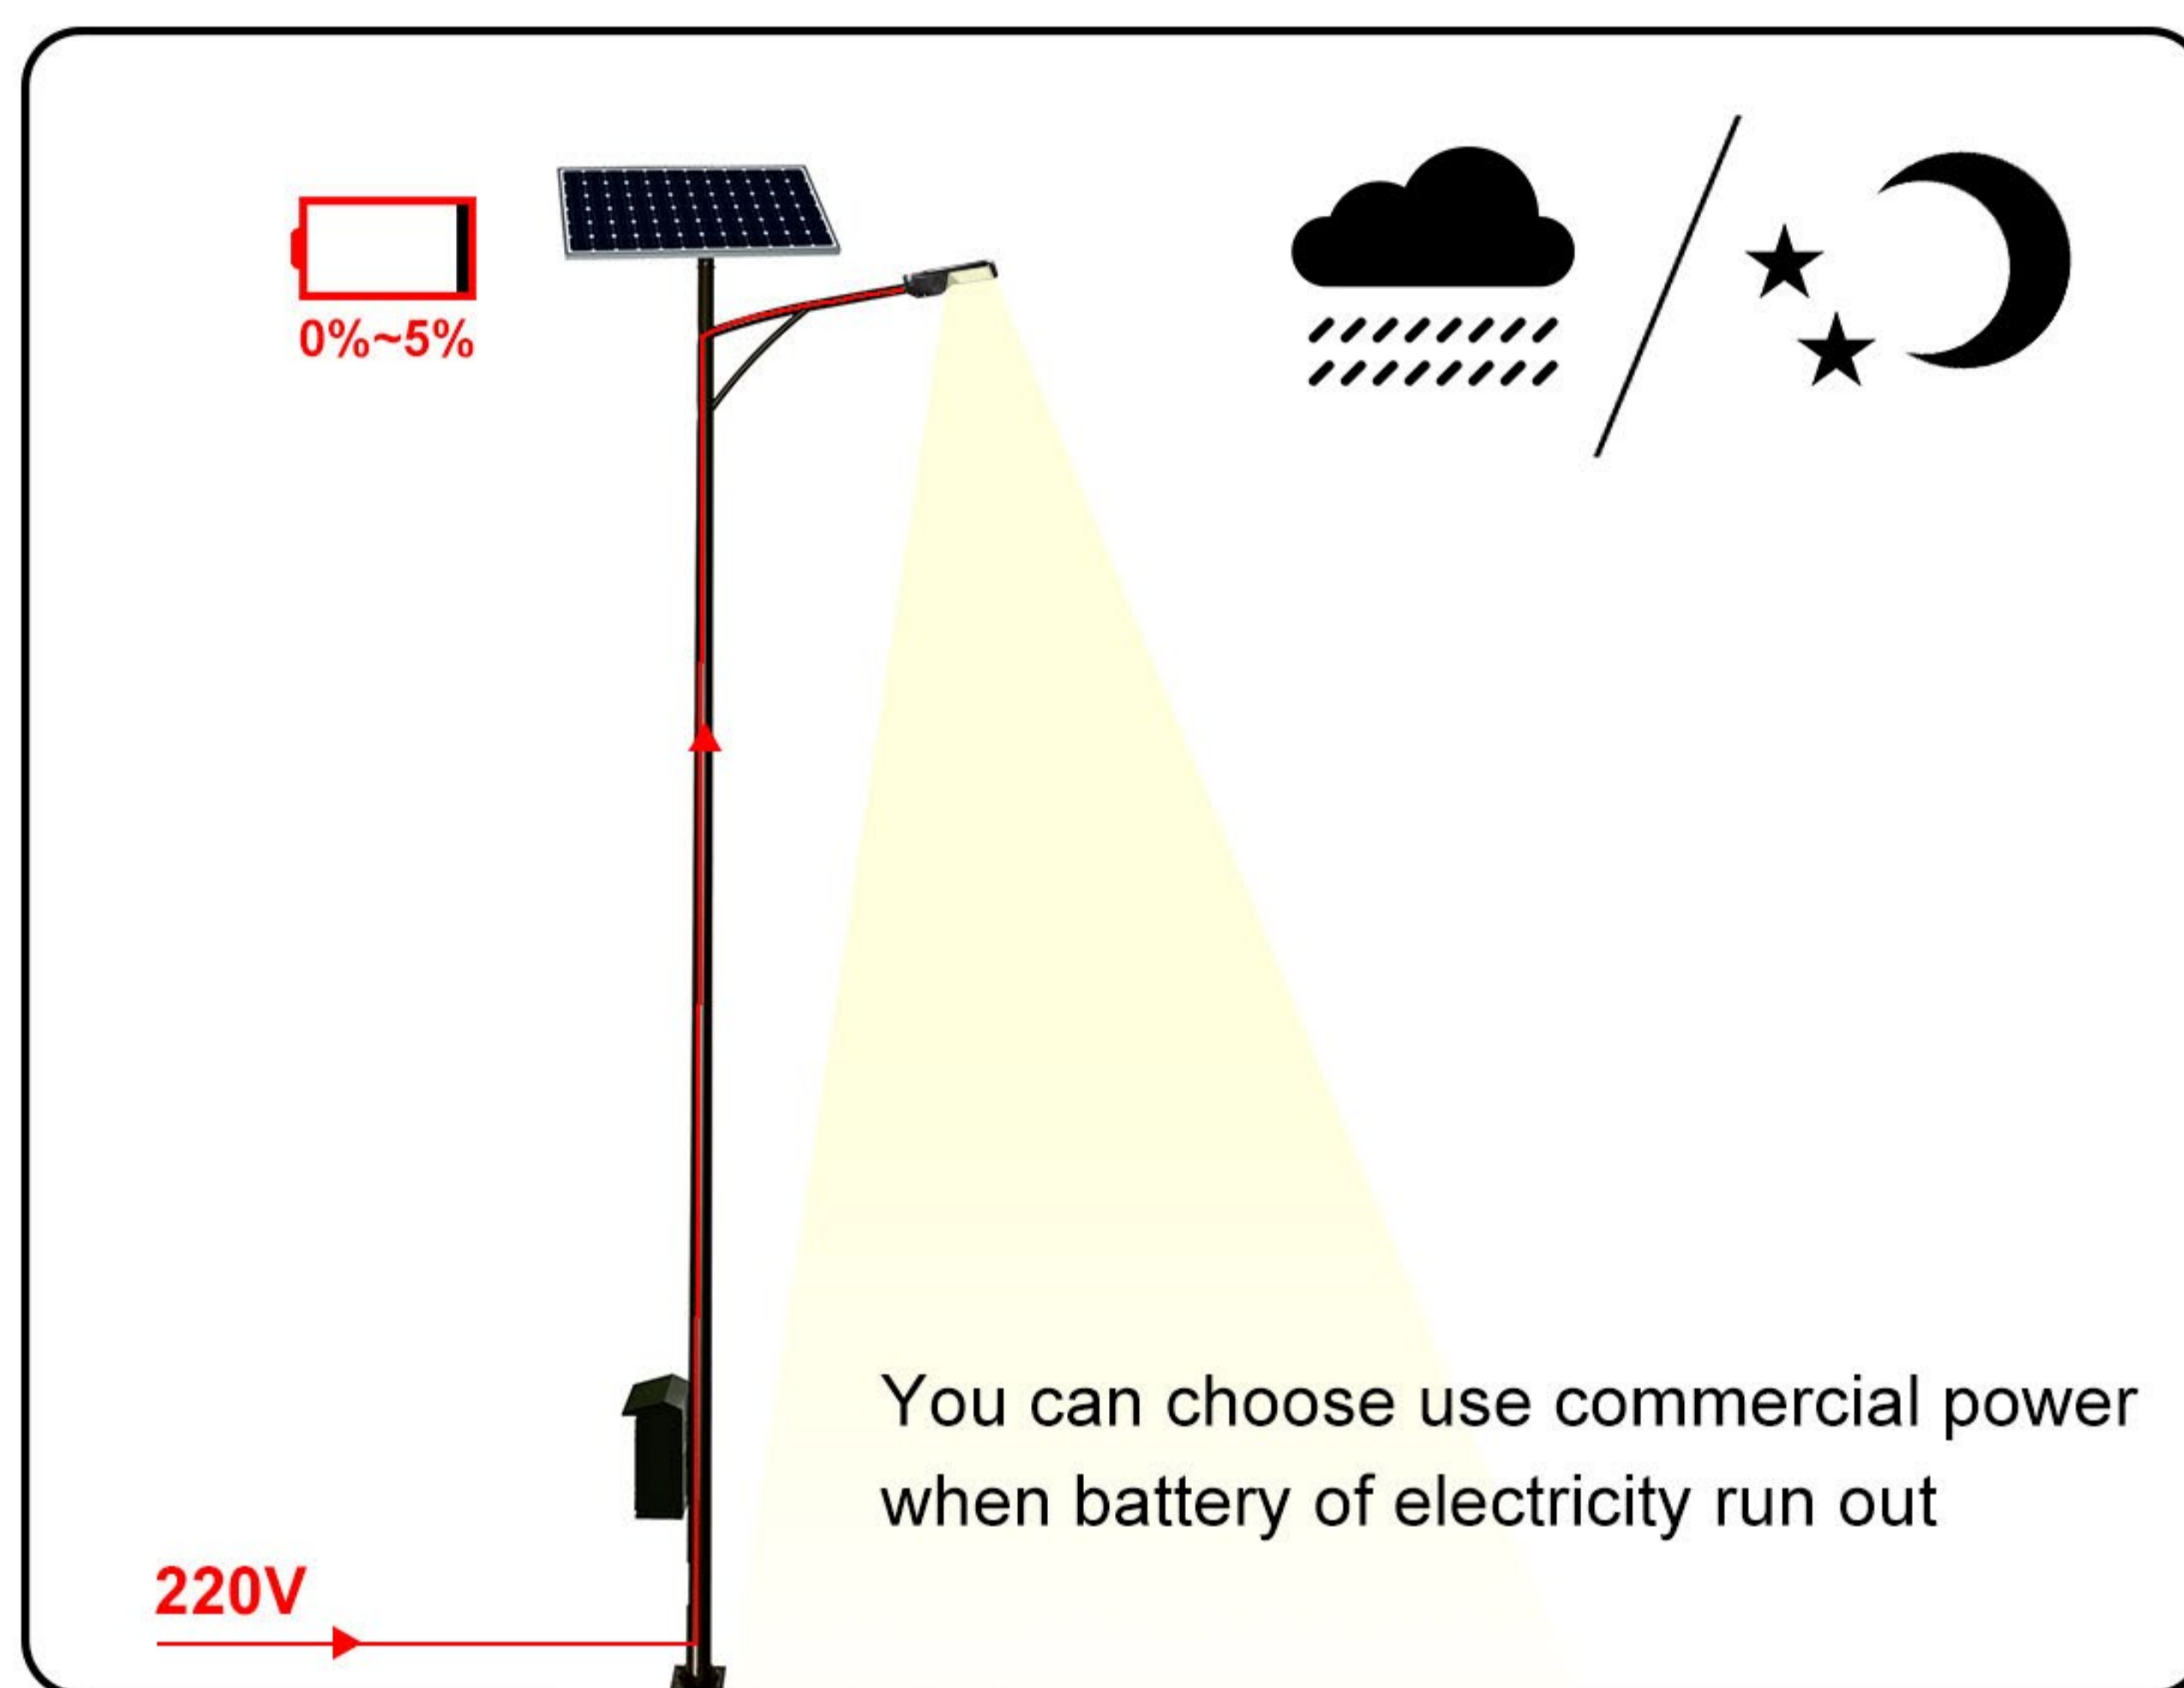 0%~5%
You can choose use commercial power
when battery of electricity run out
220V